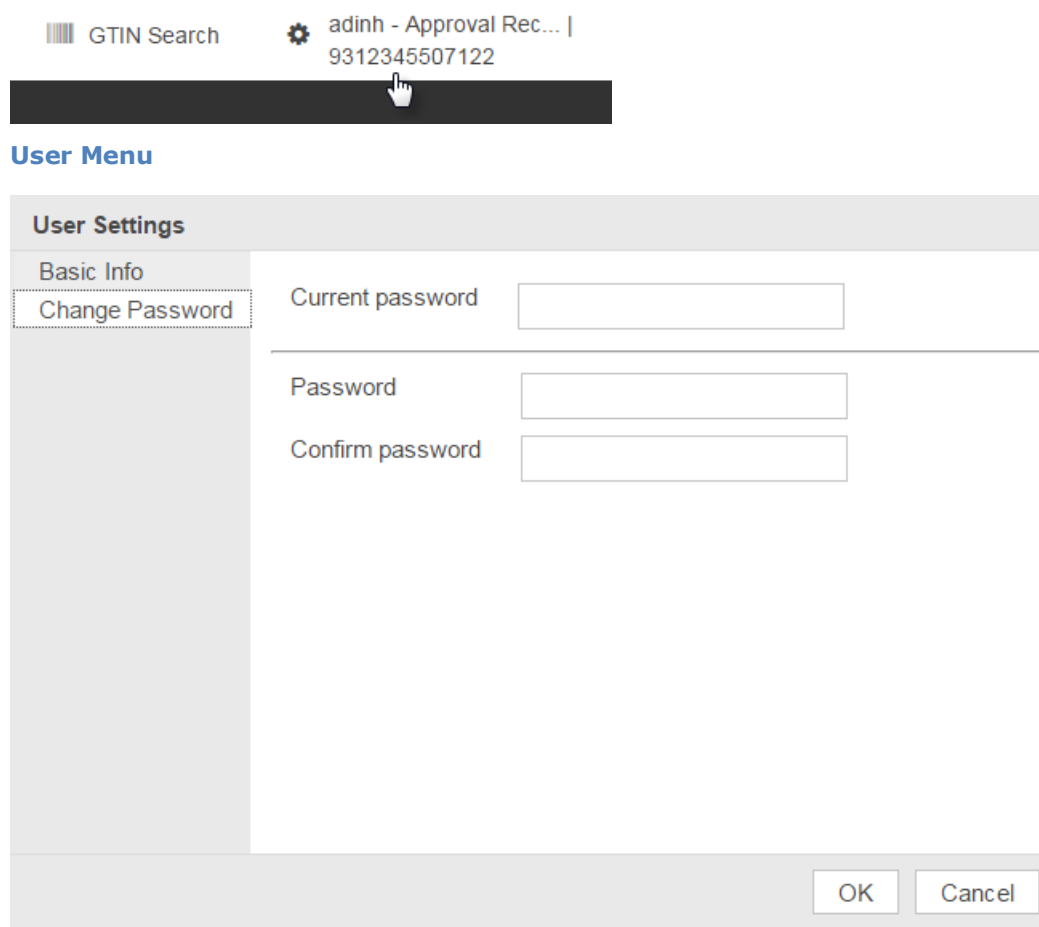 GTIN Search
adinh - Approval Rec... |
9312345507122
User Menu
User Settings
Basic Info
Change Password
Current password
Password
Confirm password
OK
Cancel